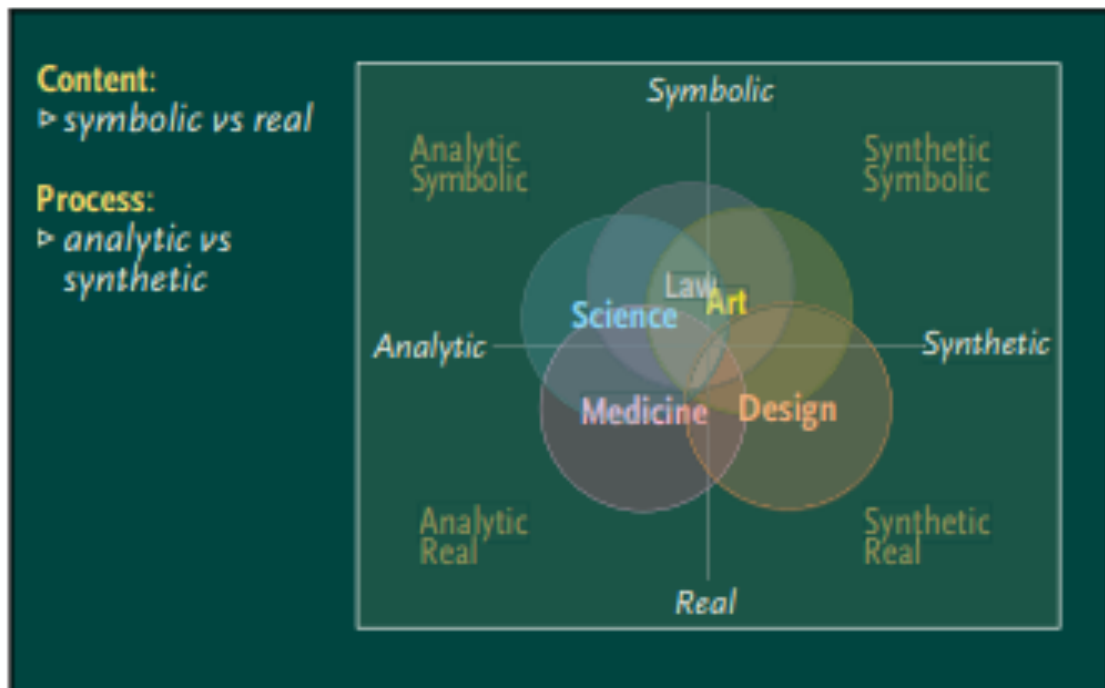 Content:
▹ symbolic vs real
Process:
▹ analytic vs
synthetic
Symbolic
Analytic
Symbolic
Synthetic
Symbolic
Law
Art
Science
Analytic
Synthetic
Medicine
Design
Analytic
Real
Synthetic
Real
Real